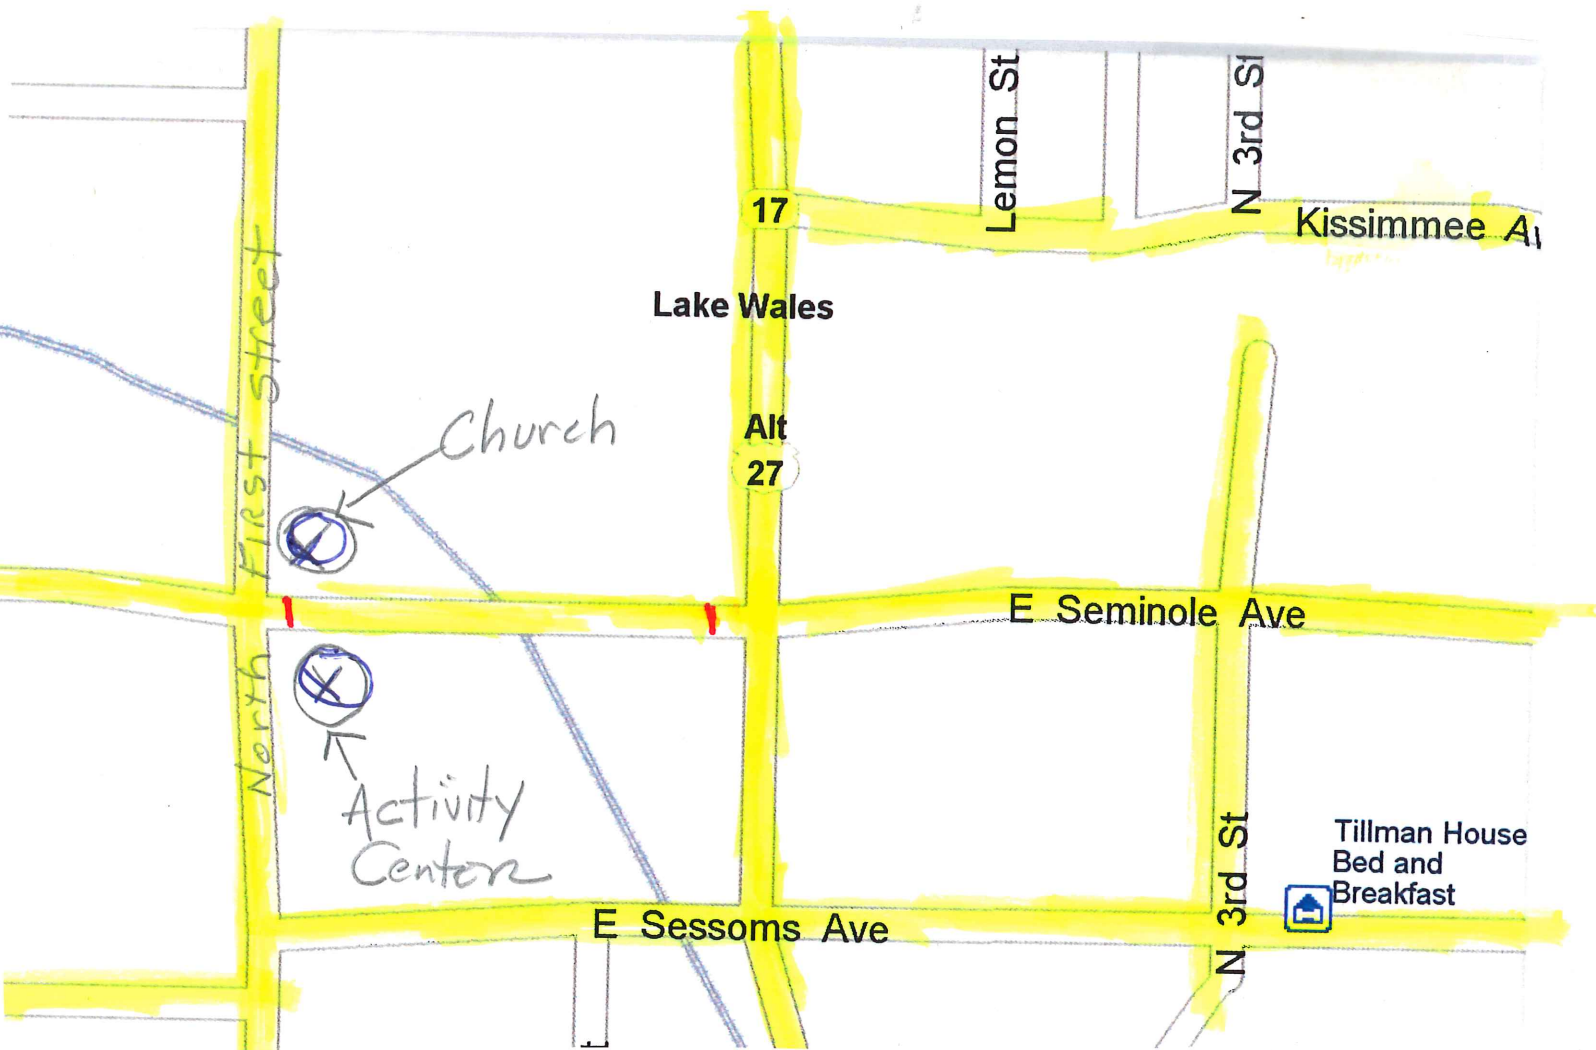 Lemon St
N 3rd St
17
Kissimmee
Lake Wales
North First Street
Church
Alt
27
E Seminole Ave
Activity
Center
Tillman House
Bed and
Breakfast
N 3rd St
E Sessoms Ave
N